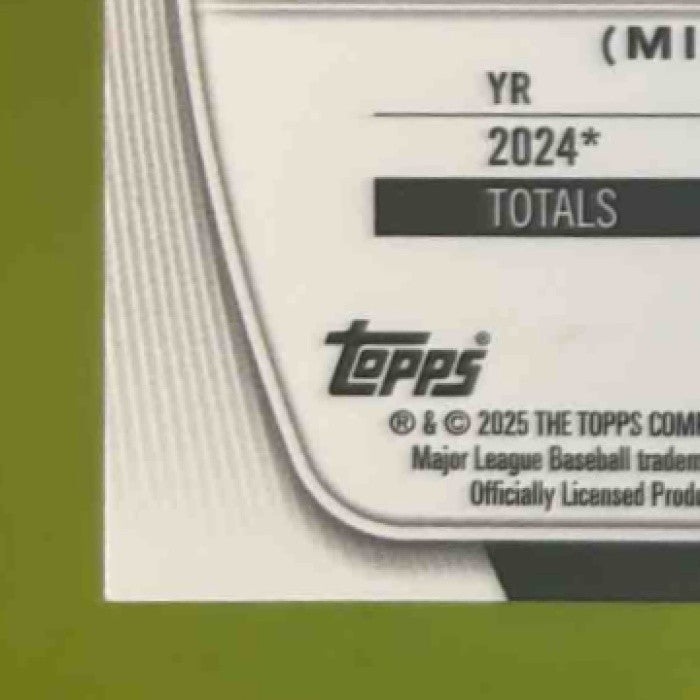 (MI
YR
2024*
TOTALS
Topps®
® & © 2025 THE TOPPS COM
Major League Baseball tradem
Officially Licensed Prod